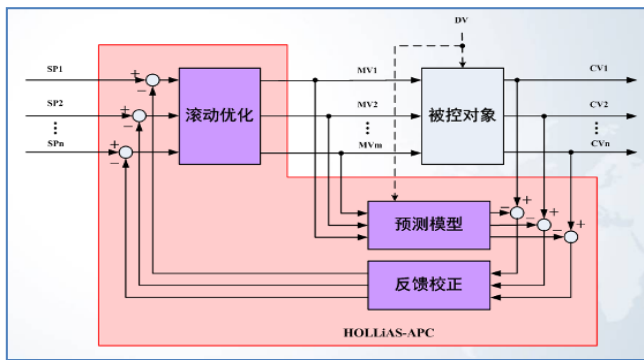 DV
SP1
MV1
CV1
SP2
滚动优化
MV2
被控对象
CV2
SPn
MVm
CVn
预测模型
反馈校正
HOLLiAS-APC